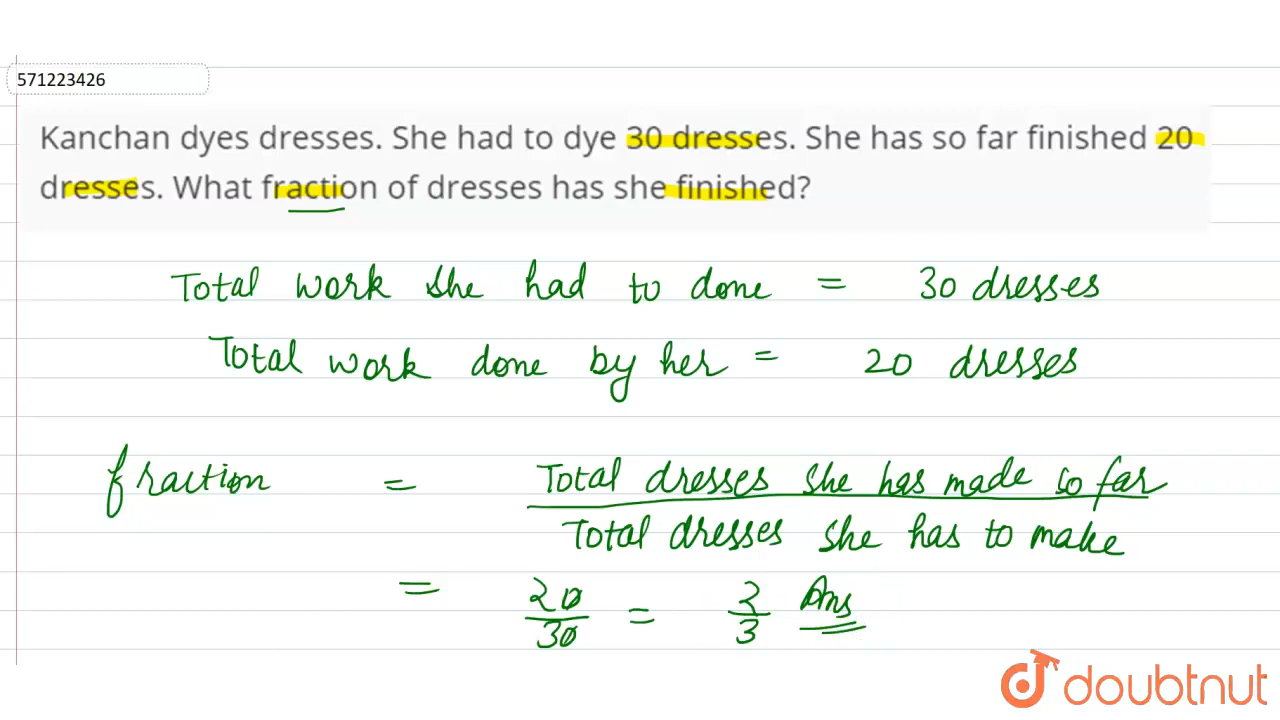 571223426
Kanchan dyes dresses. She had to dye 30 dresses. She has so far finished 20
dresses. What fraction of dresses has she finished?
Total work she had to done = 30 dresses
Total work done by her = 20 dresses
fraction = Total dresses she has made so far
Total dresses she has to make
= 20/30 = 2/3 Ans
doubtnut